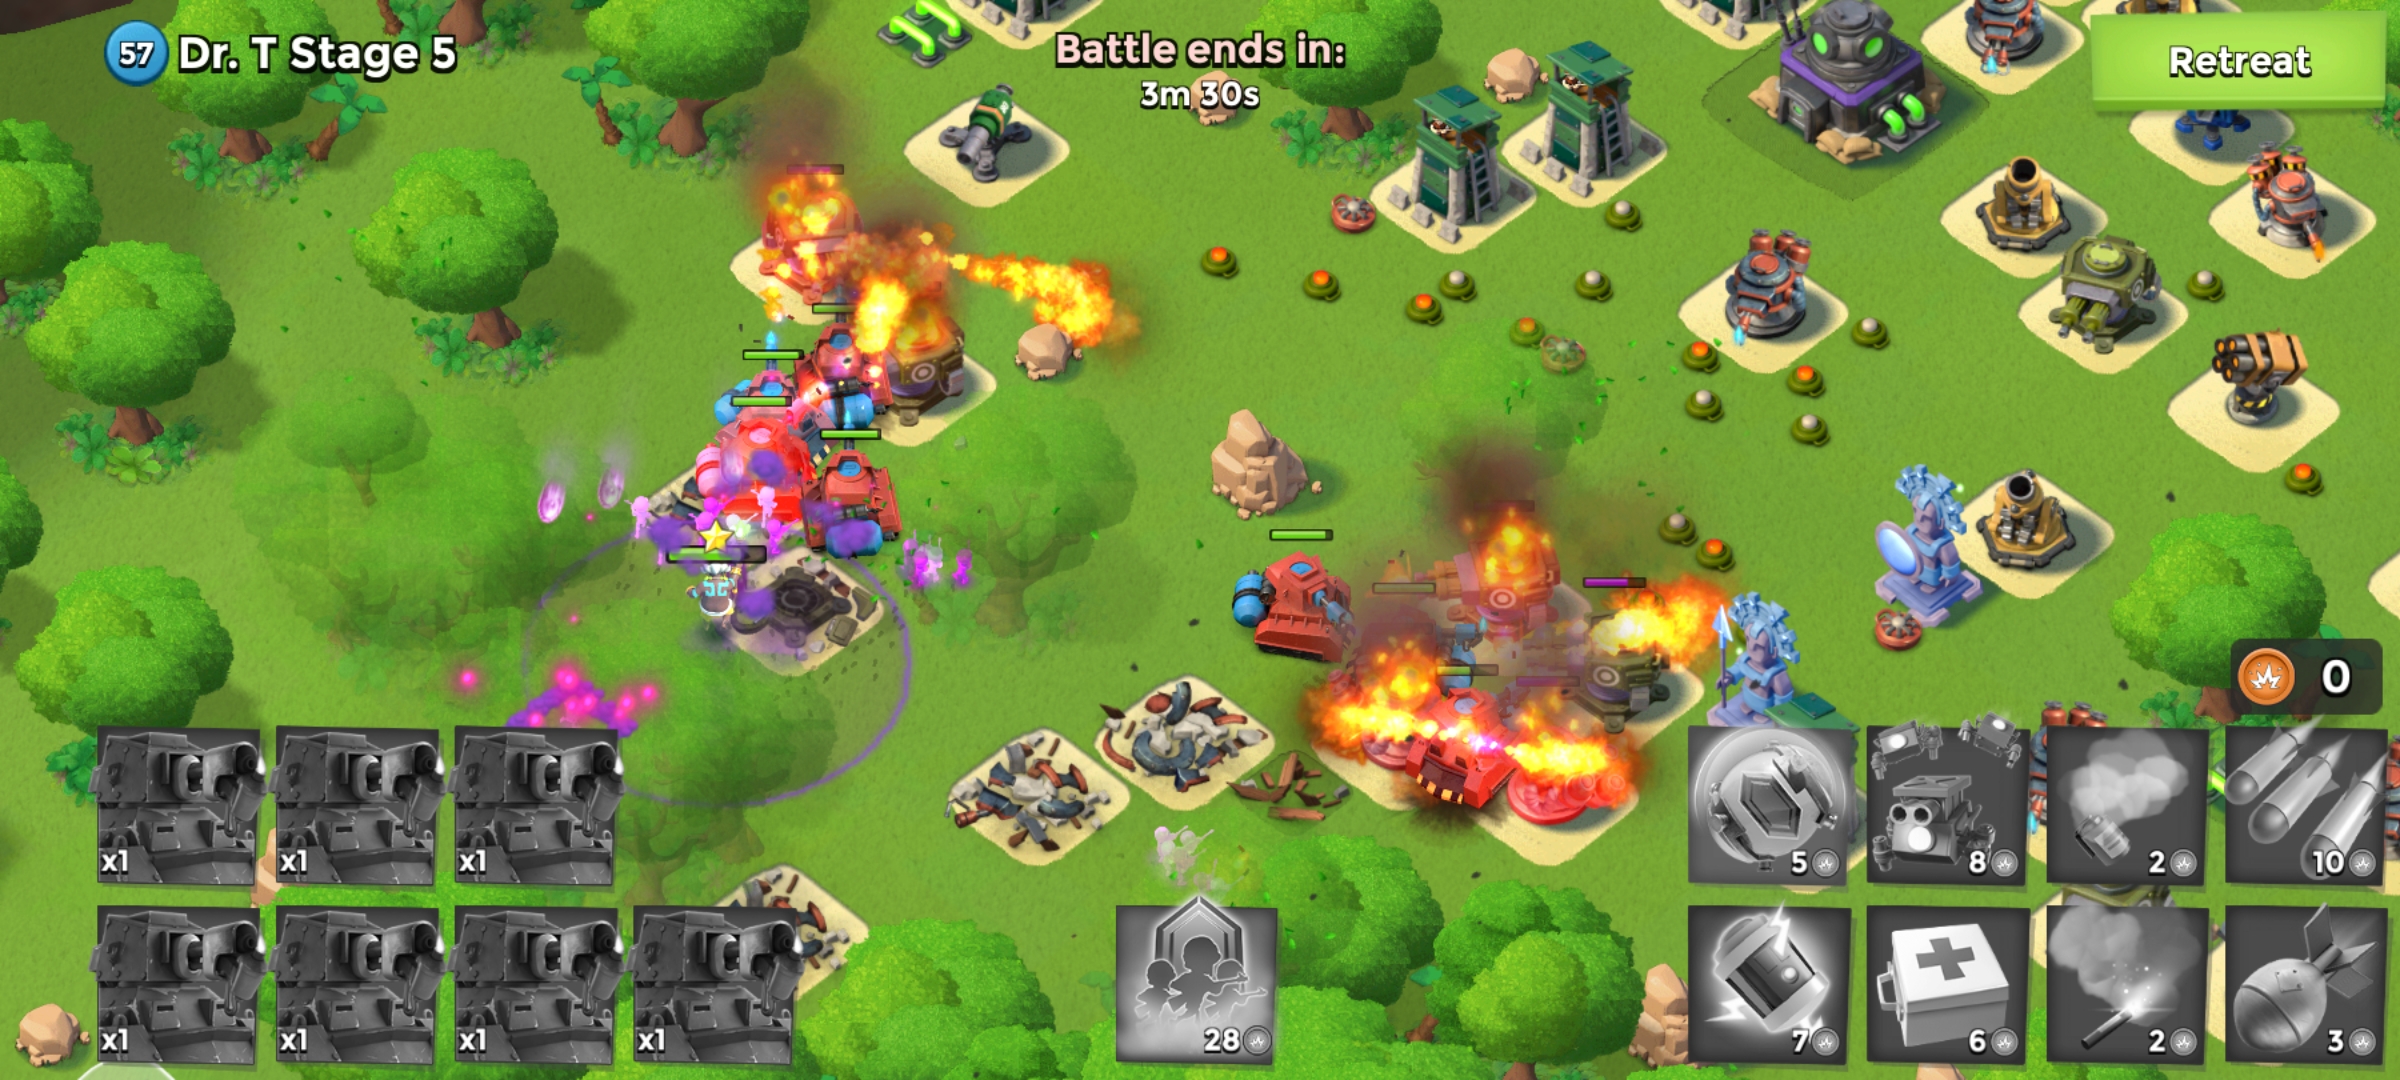 57 Dr. T Stage 5
Battle ends in:
3m 30s
Retreat
0
x1 x1 x1
5 8 2 10
x1 x1 x1 x1
28
7 6 2 3